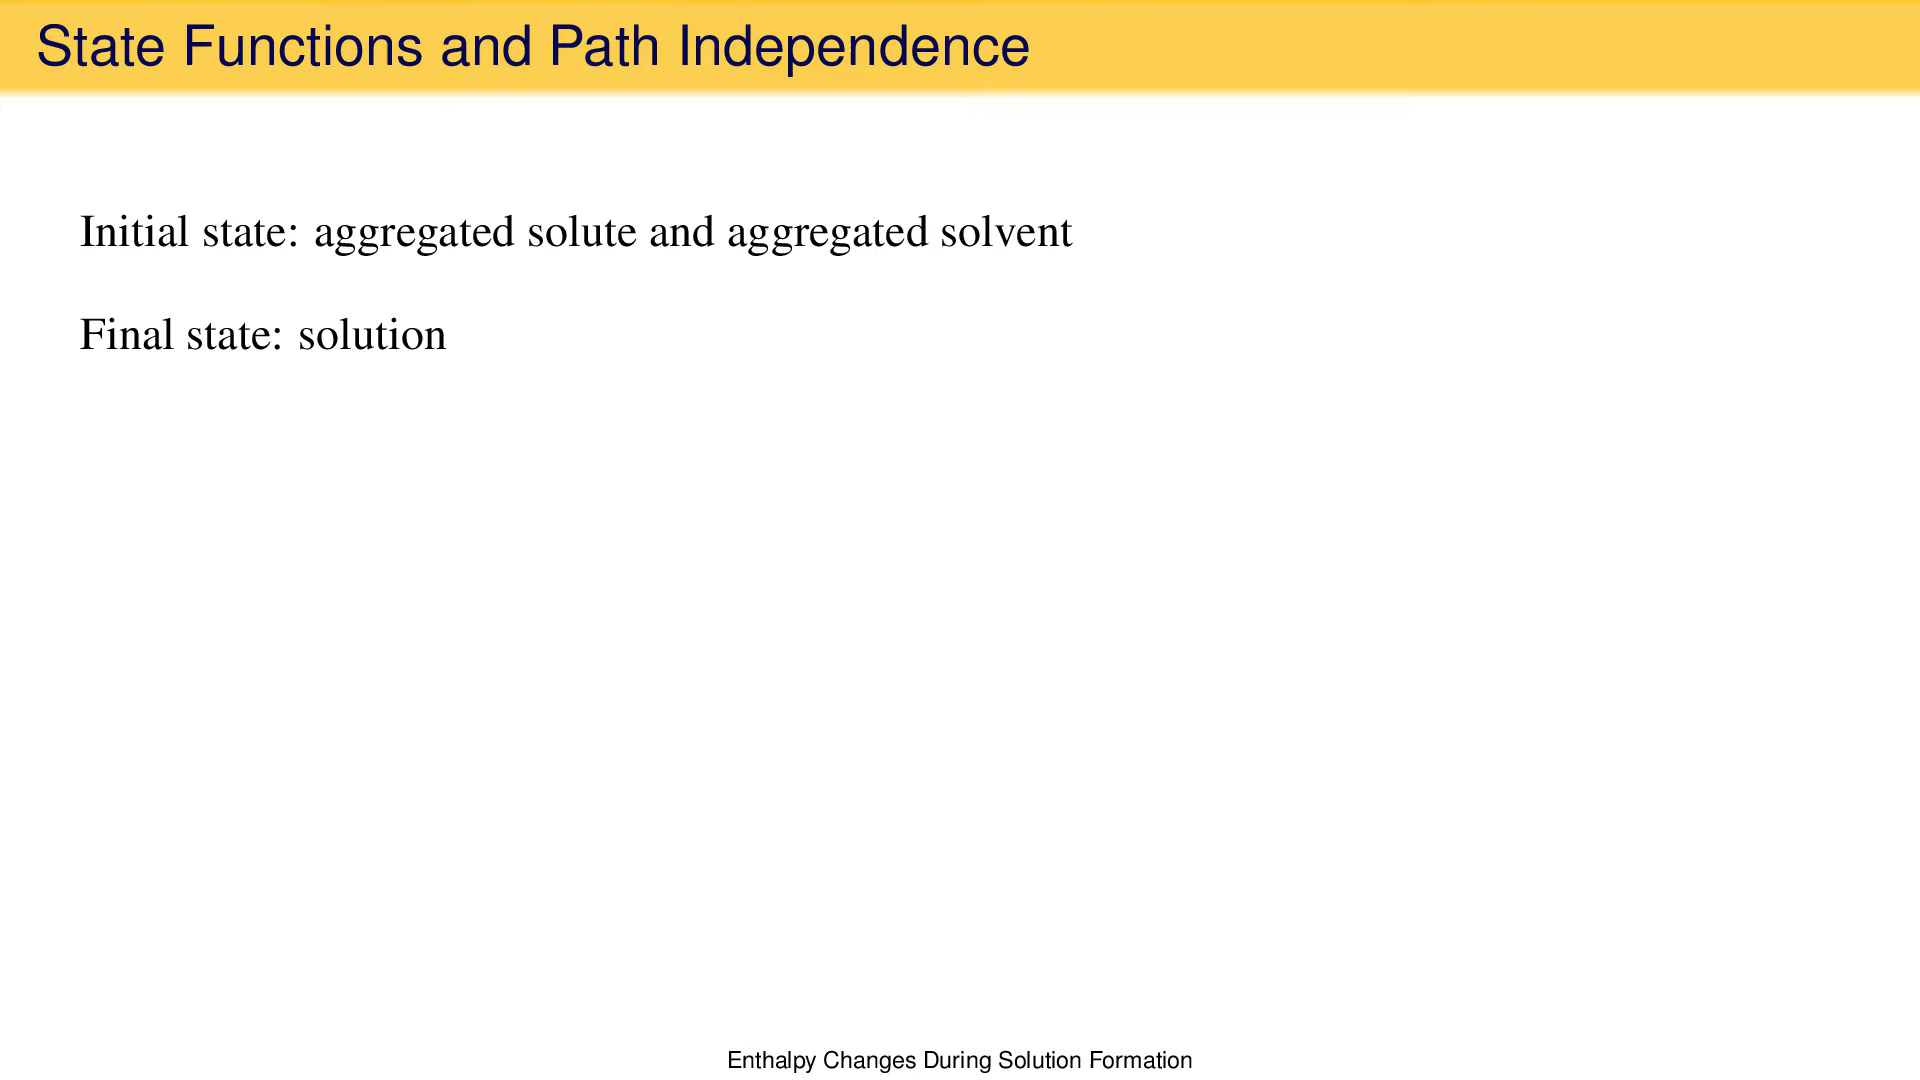 State Functions and Path Independence
Initial state: aggregated solute and aggregated solvent
Final state: solution
Enthalpy Changes During Solution Formation